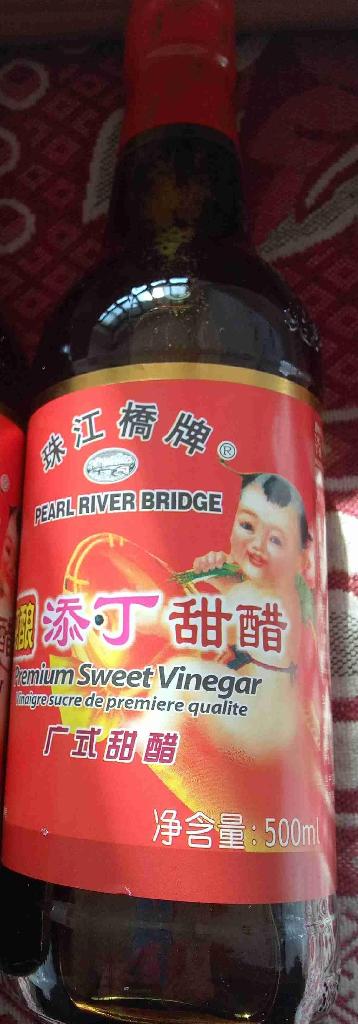 珠江橋牌®
PEARL RIVER BRIDGE
酿 添·丁甜醋
Premium Sweet Vinegar
Vinaigre sucre de premiere qualite
广式甜醋
净含量:500ml